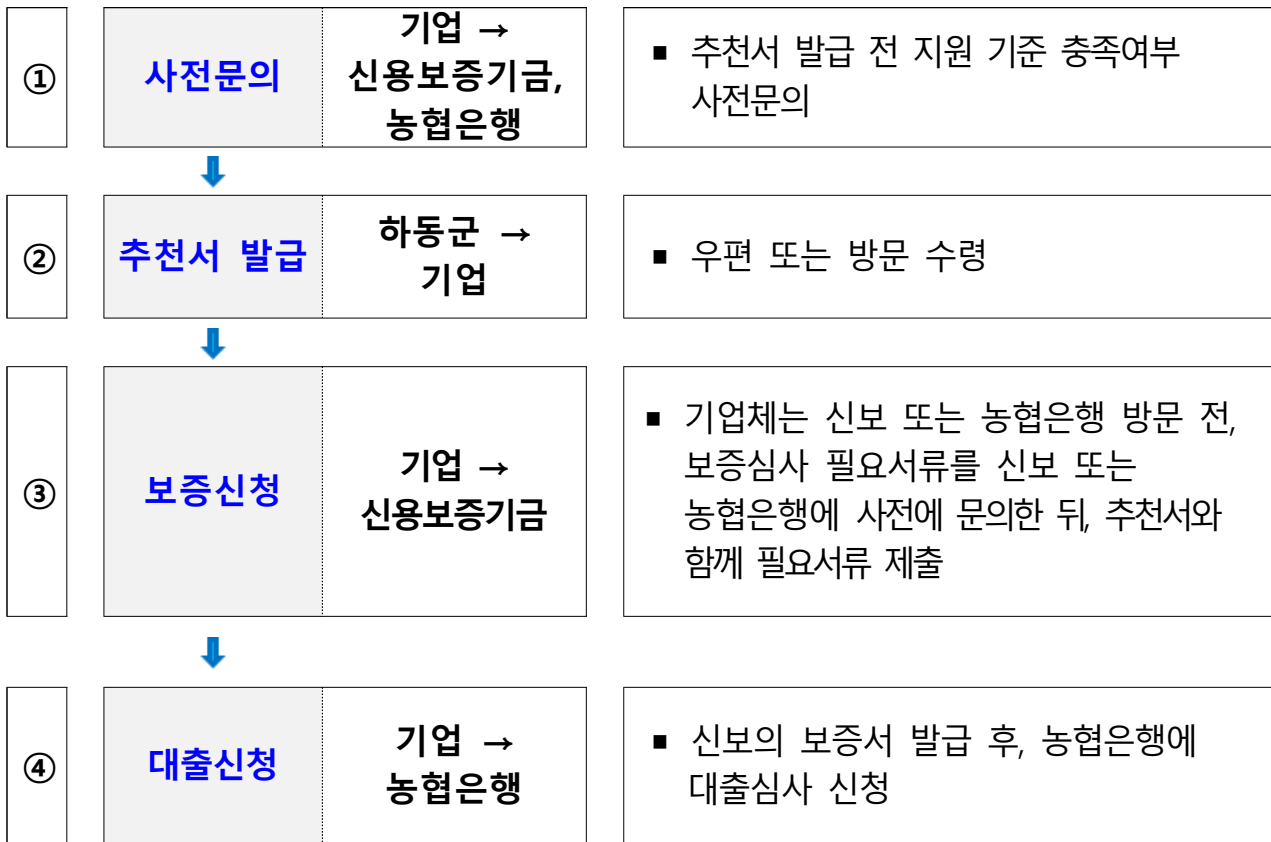 ①
사전문의
기업 →
신용보증기금,
농협은행
▪ 추천서 발급 전 지원 기준 충족여부
사전문의
②
추천서 발급
하동군 →
기업
▪ 우편 또는 방문 수령
③
보증신청
기업 →
신용보증기금
▪ 기업체는 신보 또는 농협은행 방문 전,
보증심사 필요서류를 신보 또는
농협은행에 사전에 문의한 뒤, 추천서와
함께 필요서류 제출
④
대출신청
기업 →
농협은행
▪ 신보의 보증서 발급 후, 농협은행에
대출심사 신청